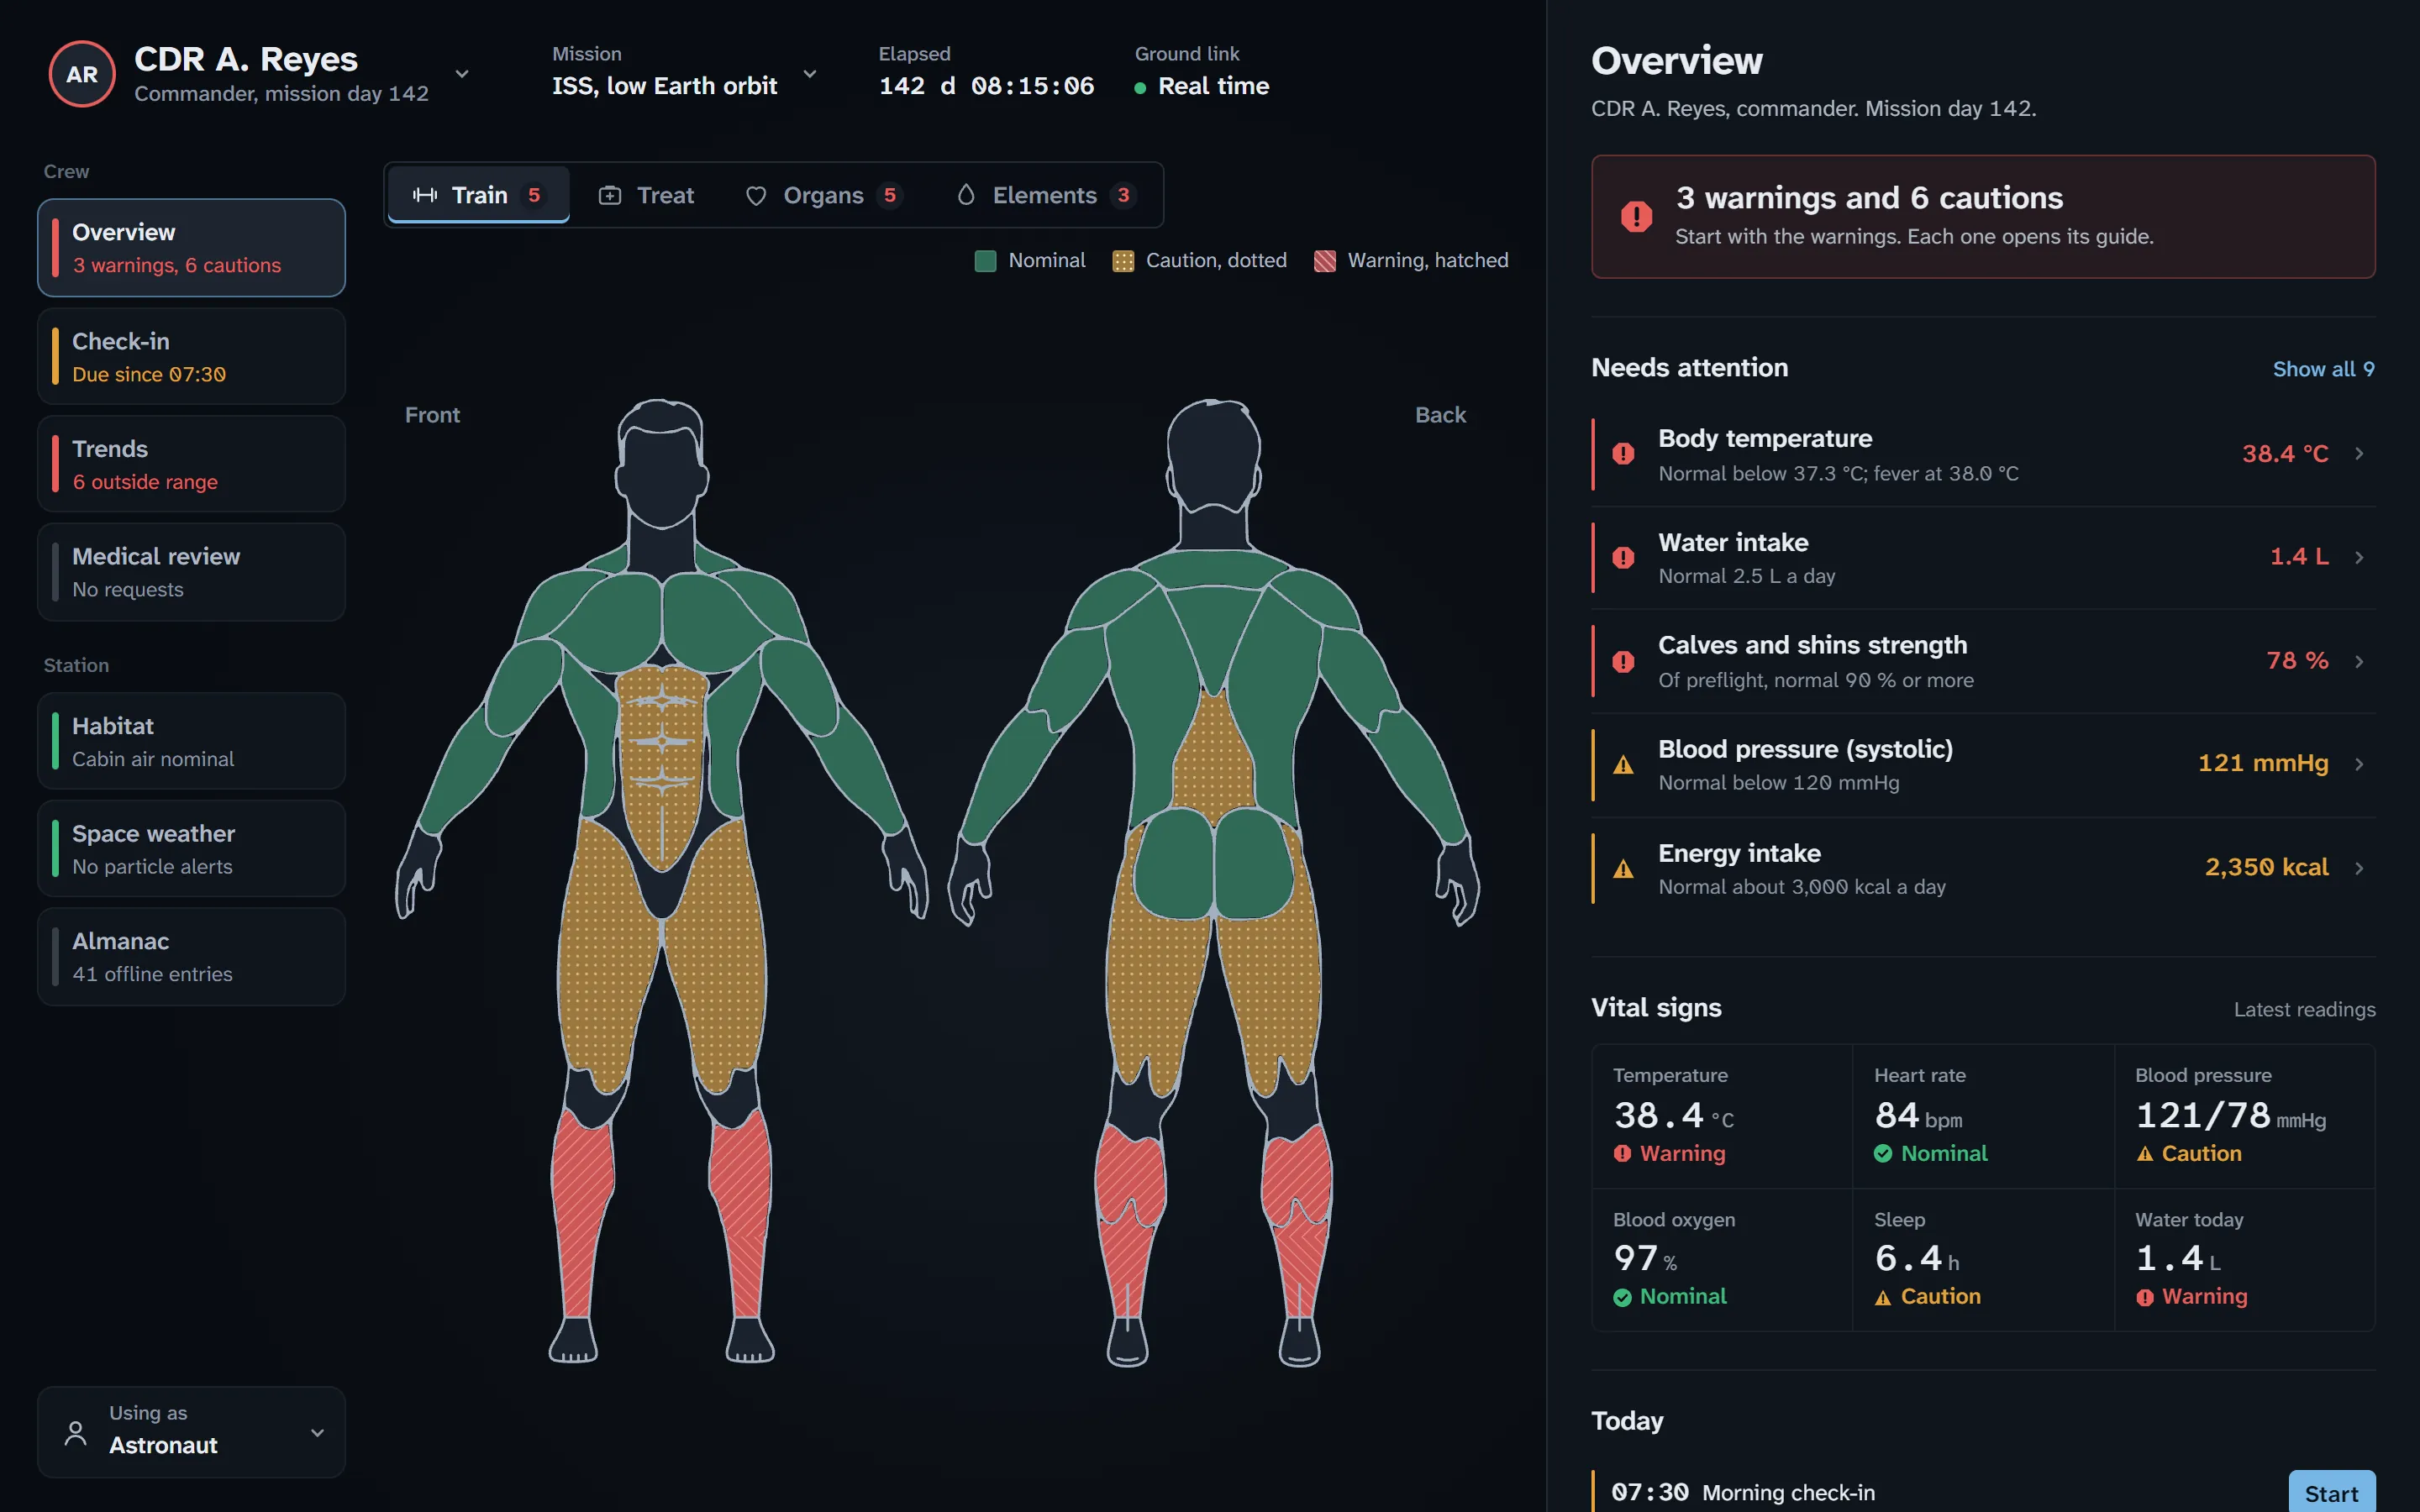 AR
CDR A. Reyes
Commander, mission day 142
Mission
ISS, low Earth orbit
Elapsed
142 d 08:15:06
Ground link
Real time
Crew
Overview
3 warnings, 6 cautions
Check-in
Due since 07:30
Trends
6 outside range
Medical review
No requests
Station
Habitat
Cabin air nominal
Space weather
No particle alerts
Almanac
41 offline entries
Using as
Astronaut
Train 5
Treat
Organs 5
Elements 3
Nominal
Caution, dotted
Warning, hatched
Front
Back
Overview
CDR A. Reyes, commander. Mission day 142.
3 warnings and 6 cautions
Start with the warnings. Each one opens its guide.
Needs attention
Show all 9
Body temperature
Normal below 37.3 °C; fever at 38.0 °C
38.4 °C
Water intake
Normal 2.5 L a day
1.4 L
Calves and shins strength
Of preflight, normal 90 % or more
78 %
Blood pressure (systolic)
Normal below 120 mmHg
121 mmHg
Energy intake
Normal about 3,000 kcal a day
2,350 kcal
Vital signs
Latest readings
Temperature
38.4 °C
Warning
Heart rate
84 bpm
Nominal
Blood pressure
121/78 mmHg
Caution
Blood oxygen
97 %
Nominal
Sleep
6.4 h
Caution
Water today
1.4 L
Warning
Today
07:30 Morning check-in
Start